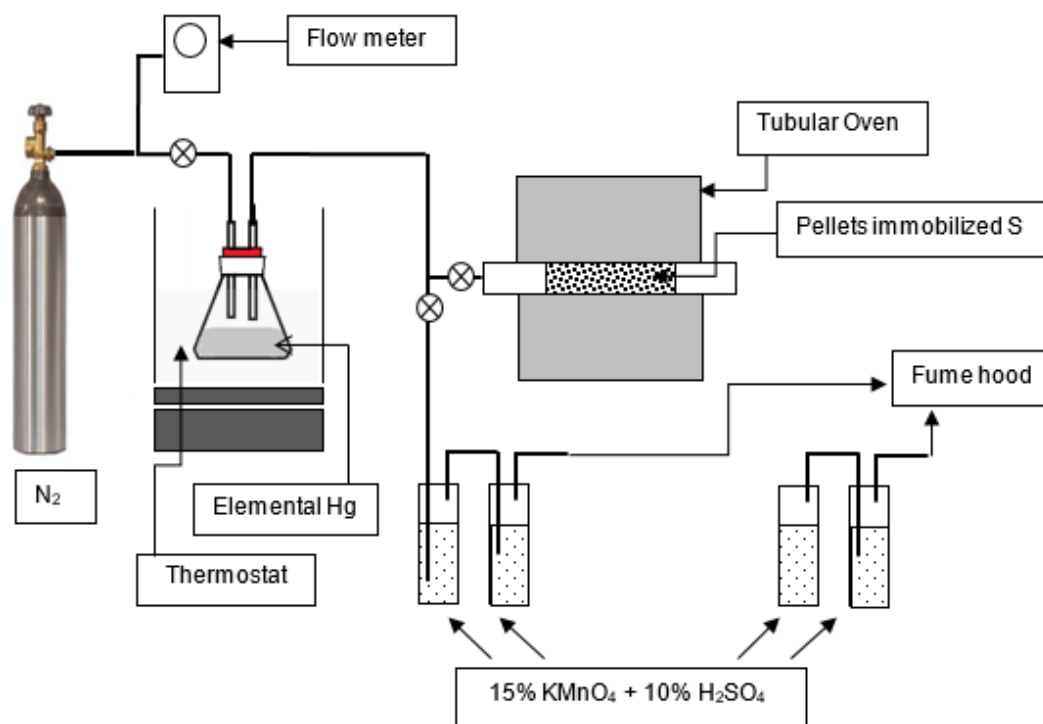 Flow meter
Tubular Oven
Pellets immobilized S
Fume hood
N₂
Elemental Hg
Thermostat
15% KMnO₄ + 10% H₂SO₄